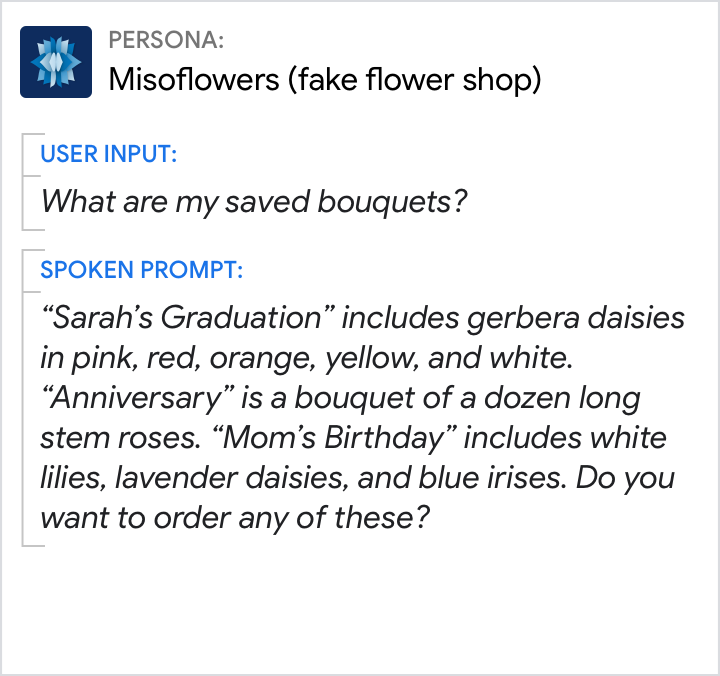 PERSONA:
Misoflowers (fake flower shop)
USER INPUT:
What are my saved bouquets?
SPOKEN PROMPT:
“Sarah’s Graduation” includes gerbera daisies
in pink, red, orange, yellow, and white.
“Anniversary” is a bouquet of a dozen long
stem roses. “Mom’s Birthday” includes white
lilies, lavender daisies, and blue irises. Do you
want to order any of these?